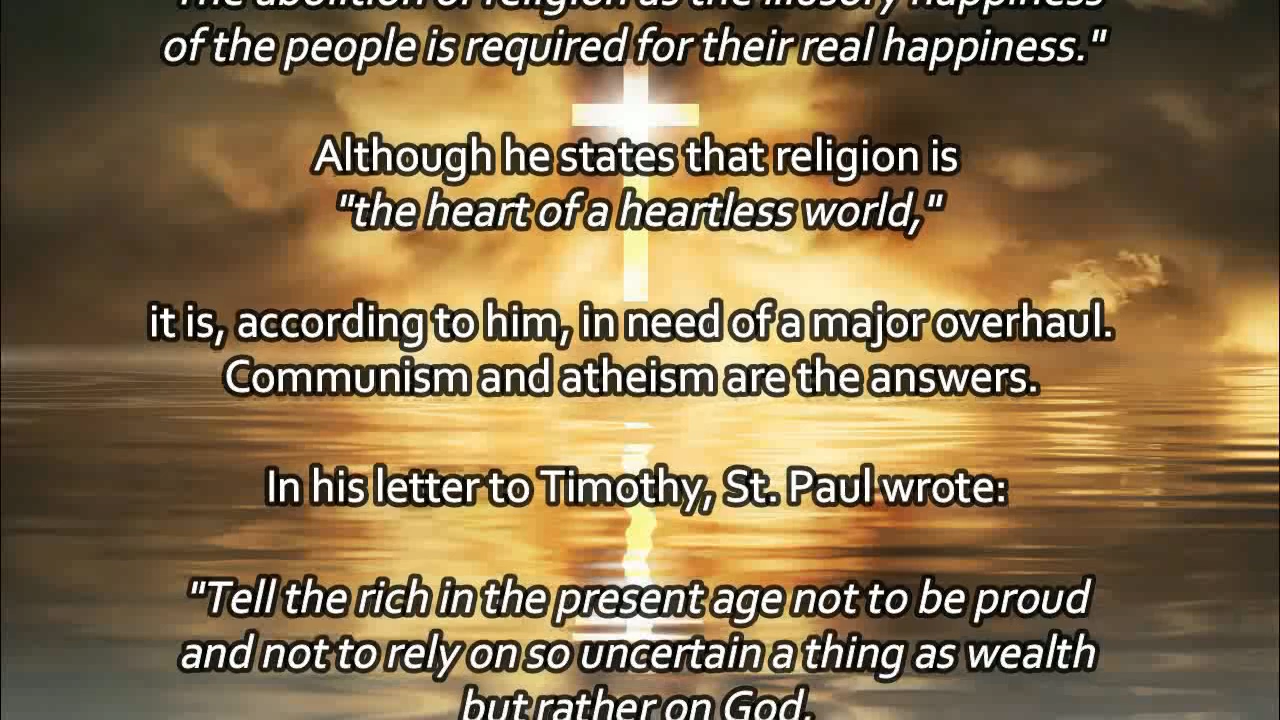 The abolition of religion as the illusory happiness
of the people is required for their real happiness."
Although he states that religion is
"the heart of a heartless world,"
it is, according to him, in need of a major overhaul.
Communism and atheism are the answers.
In his letter to Timothy, St. Paul wrote:
"Tell the rich in the present age not to be proud
and not to rely on so uncertain a thing as wealth
but rather on God,